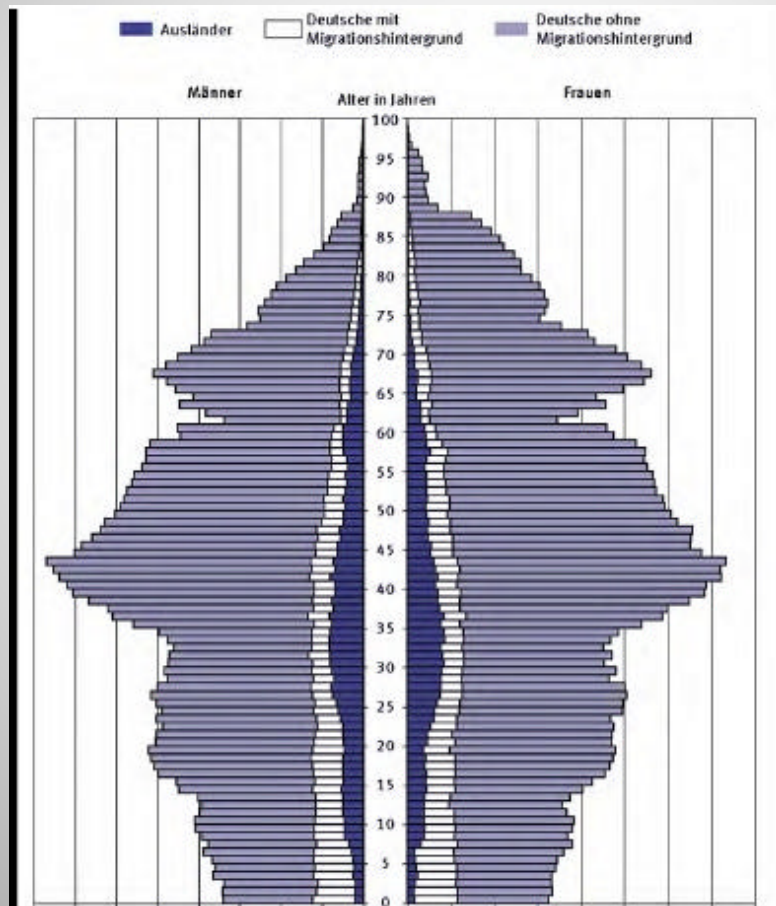 Ausländer
Deutsche mit
Migrationshintergrund
Deutsche ohne
Migrationshintergrund
Männer
Alter in Jahren
Frauen
100
95
90
85
80
75
70
65
60
55
50
45
40
35
30
25
20
15
10
5
0